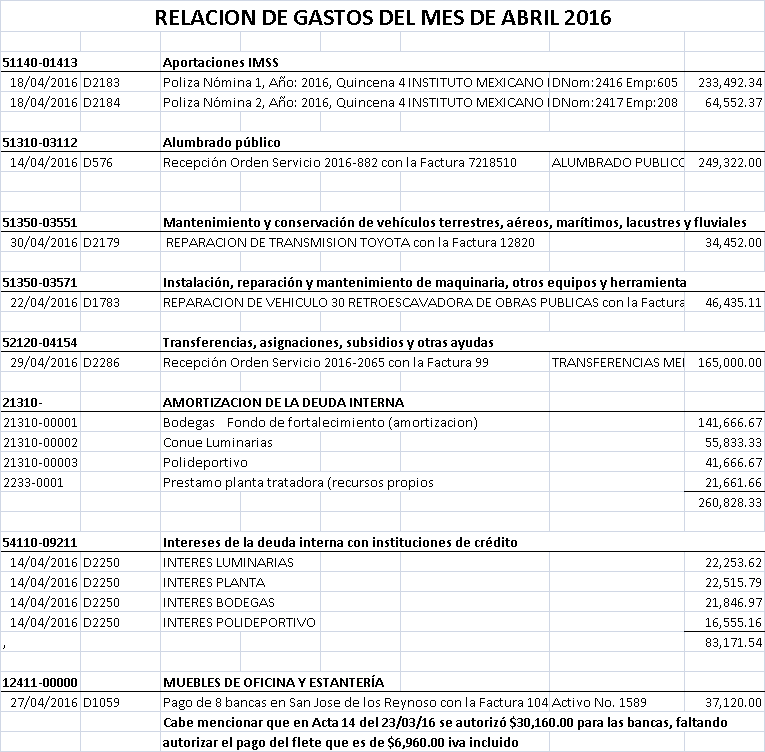 RELACION DE GASTOS DEL MES DE ABRIL 2016
51140-01413 Aportaciones IMSS
18/04/2016 D2183 Poliza Nómina 1, Año: 2016, Quincena 4 INSTITUTO MEXICANO DNom:2416 Emp:605 233,492.34
18/04/2016 D2184 Poliza Nómina 2, Año: 2016, Quincena 4 INSTITUTO MEXICANO DNom:2417 Emp:208 64,552.37
51310-03112 Alumbrado público
14/04/2016 D576 Recepción Orden Servicio 2016-882 con la Factura 7218510 ALUMBRADO PUBLICO 249,322.00
51350-03551 Mantenimiento y conservación de vehículos terrestres, aéreos, marítimos, lacustres y fluviales
30/04/2016 D2179 REPARACION DE TRANSMISION TOYOTA con la Factura 12820 34,452.00
51350-03571 Instalación, reparación y mantenimiento de maquinaria, otros equipos y herramienta
22/04/2016 D1783 REPARACION DE VEHICULO 30 RETROESCAVADORA DE OBRAS PUBLICAS con la Factura 46,435.11
52120-04154 Transferencias, asignaciones, subsidios y otras ayudas
29/04/2016 D2286 Recepción Orden Servicio 2016-2065 con la Factura 99 TRANSFERENCIAS 165,000.00
21310- AMORTIZACION DE LA DEUDA INTERNA
21310-00001 Bodegas Fondo de fortalecimiento (amortizacion) 141,666.67
21310-00002 Conue Luminarias 55,833.33
21310-00003 Polideportivo 41,666.67
2233-0001 Prestamo planta tratadora (recursos propios 21,661.66
260,828.33
54110-09211 Intereses de la deuda interna con instituciones de crédito
14/04/2016 D2250 INTERES LUMINARIAS 22,253.62
14/04/2016 D2250 INTERES PLANTA 22,515.79
14/04/2016 D2250 INTERES BODEGAS 21,846.97
14/04/2016 D2250 INTERES POLIDEPORTIVO 16,555.16
, 83,171.54
12411-00000 MUEBLES DE OFICINA Y ESTANTERÍA
27/04/2016 D1059 Pago de 8 bancas en San Jose de los Reynoso con la Factura 104 Activo No. 1589 37,120.00
Cabe mencionar que en Acta 14 del 23/03/16 se autorizó $30,160.00 para las bancas, faltando
autorizar el pago del flete que es de $6,960.00 iva incluido